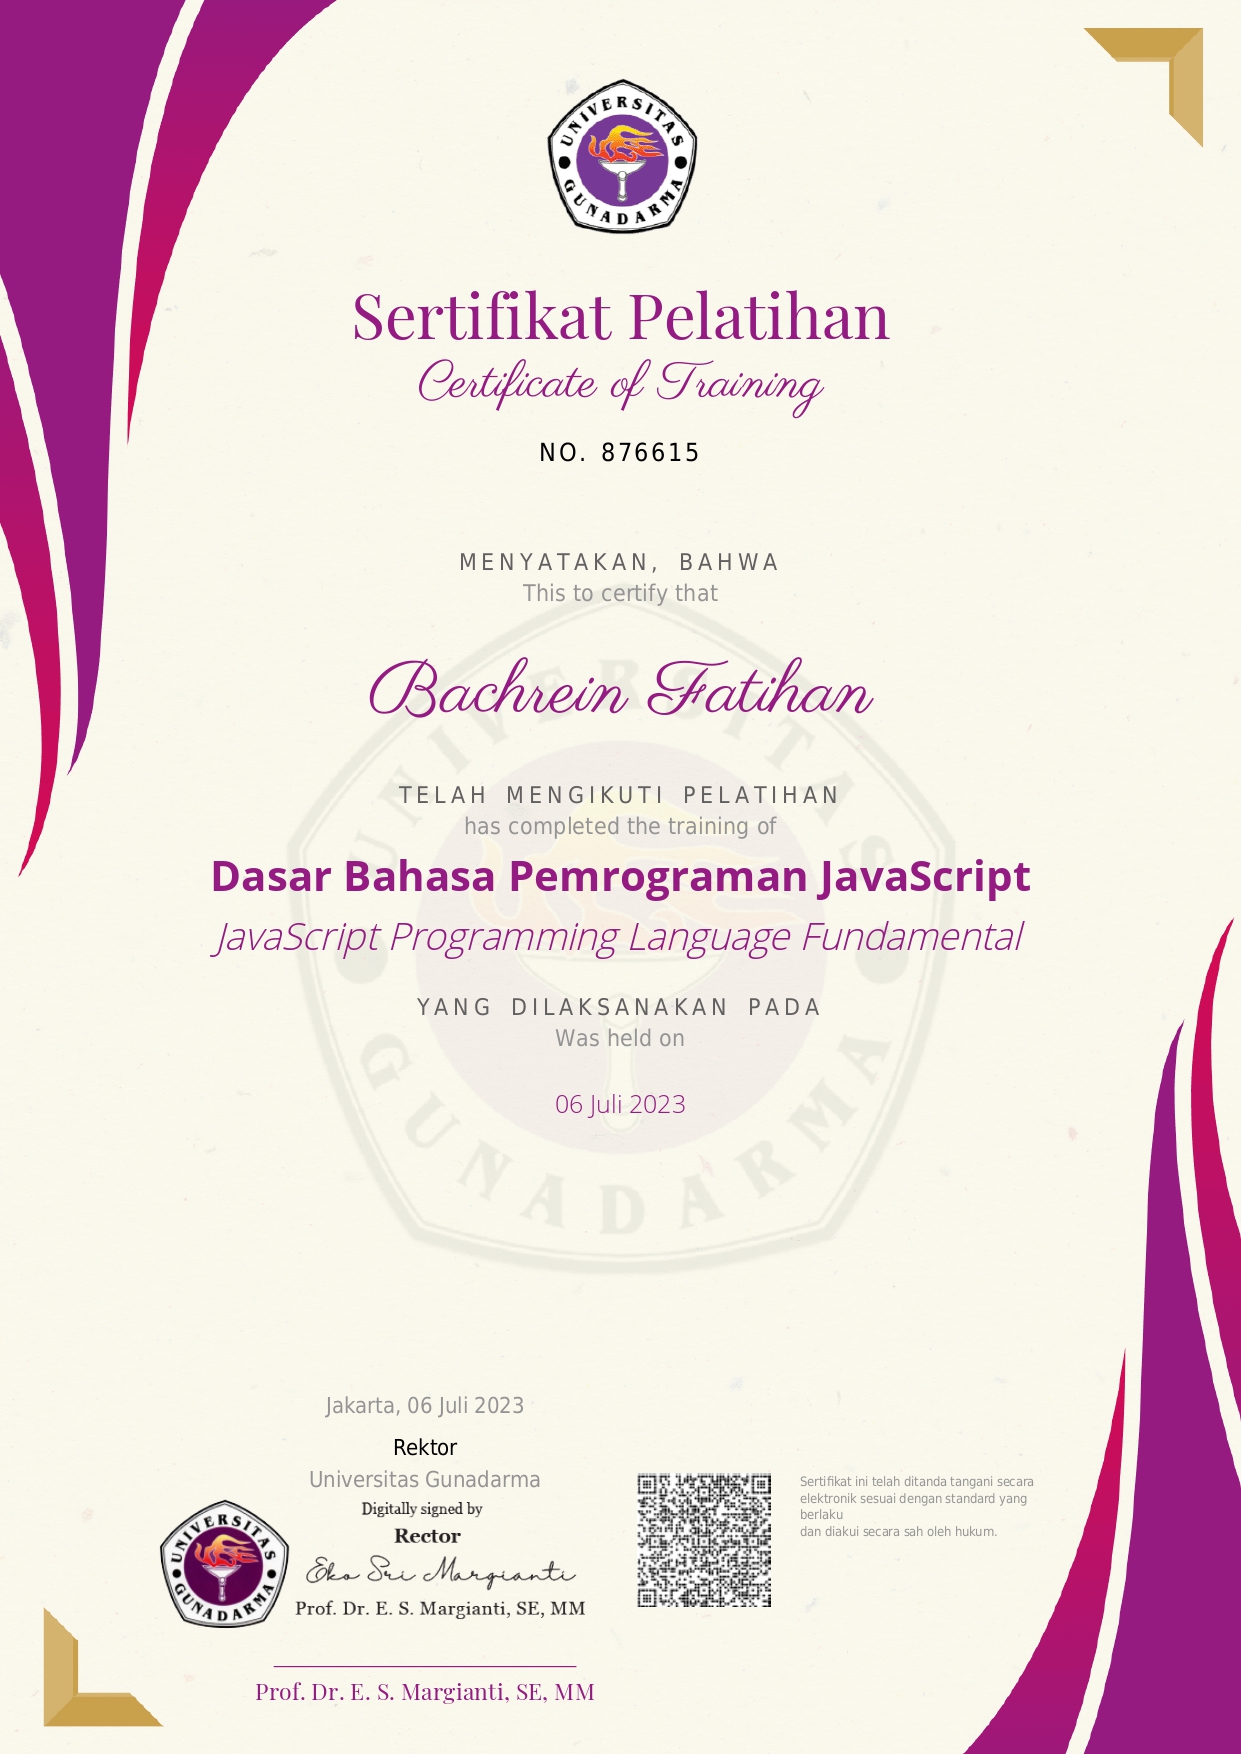 UNIVERSITAS
GUNADARMA
Sertifikat Pelatihan
Certificate of Training
NO. 876615
MENYATAKAN, BAHWA
This to certify that
Bachrein Fatihan
TELAH MENGIKUTI PELATIHAN
has completed the training of
Dasar Bahasa Pemrograman JavaScript
JavaScript Programming Language Fundamental
YANG DILAKSANAKAN PADA
Was held on
06 Juli 2023
UNIVERSITAS
GUNADARMA
Jakarta, 06 Juli 2023
Rektor
Universitas Gunadarma
Digitally signed by
Rector
Eko Sri Margianti
Prof. Dr. E. S. Margianti, SE, MM
UNIVERSITAS
GUNADARMA
Prof. Dr. E. S. Margianti, SE, MM
Sertifikat ini telah ditanda tangani secara
elektronik sesuai dengan standard yang
berlaku
dan diakui secara sah oleh hukum.